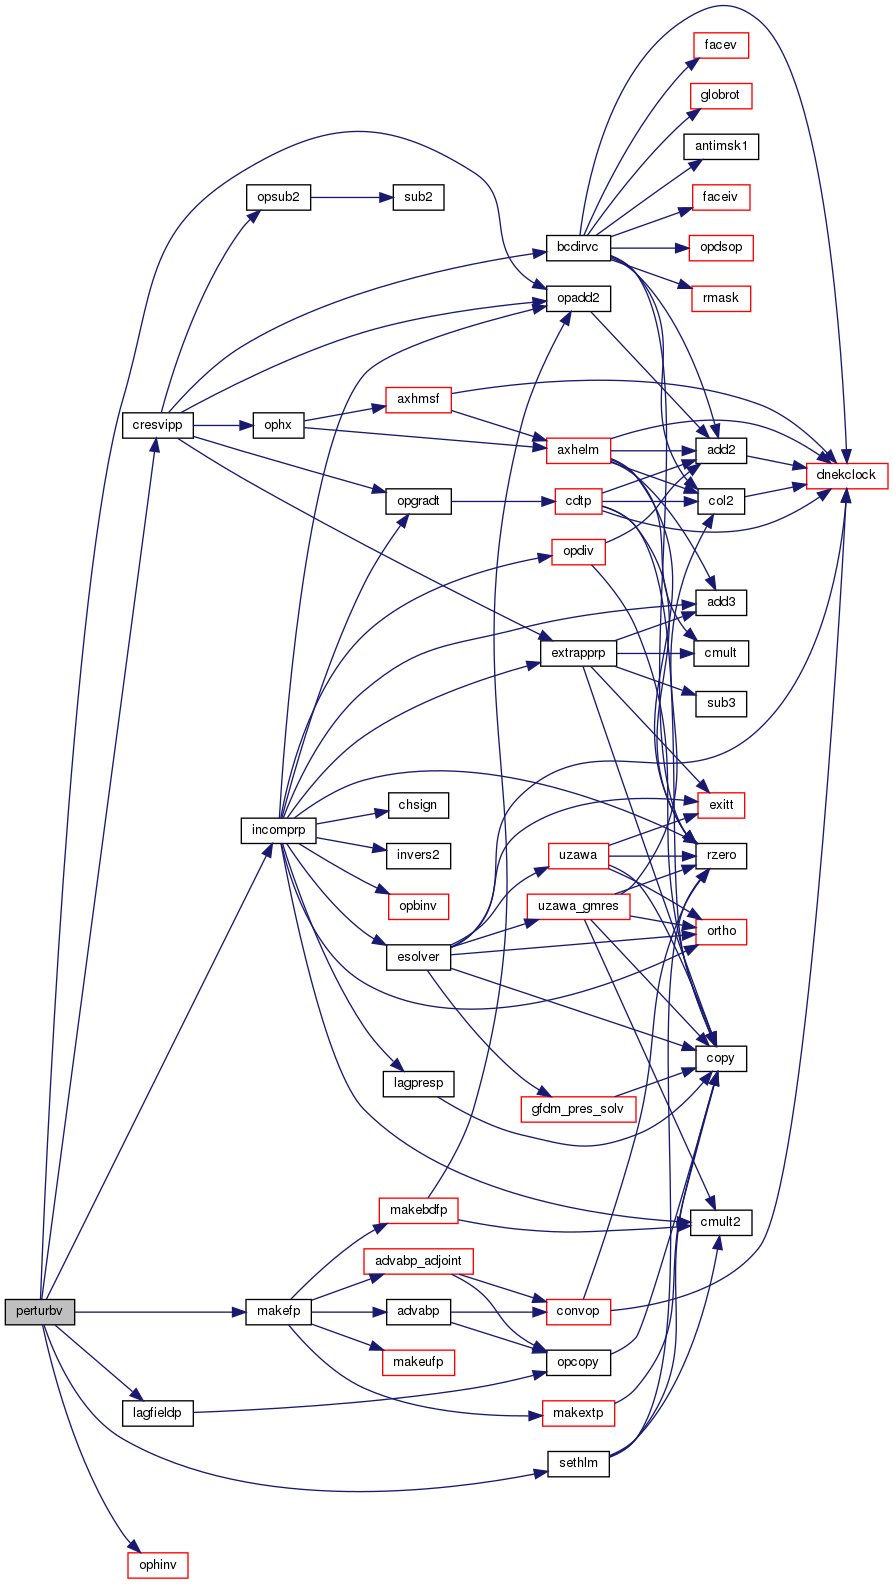 facev
globrot
antimsk1
opsub2
sub2
faceiv
bcdirvc
opdsop
opadd2
rmask
axhmsf
cresvipp
ophx
axhelm
add2
dnekclock
opgradt
cdtp
col2
opdiv
add3
extrapprp
cmult
sub3
chsign
exitt
incomprp
invers2
uzawa
rzero
opbinv
uzawa_gmres
ortho
esolver
copy
lagpresp
gfdm_pres_solv
makebdfp
cmult2
advabp_adjoint
perturbv
makefp
advabp
convop
makeufp
opcopy
lagfieldp
makextp
sethlm
ophinv